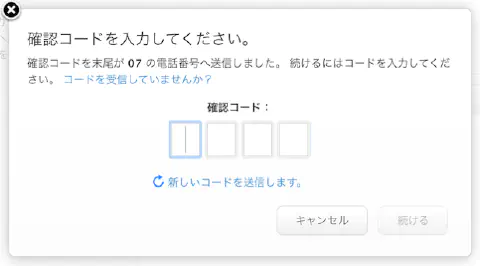 確認コードを入力してください。
確認コードを末尾が 07 の電話番号へ送信しました。 続けるにはコードを入力してくだ
さい。 コードを受信していませんか？
確認コード：
新しいコードを送信します。
キャンセル 続ける